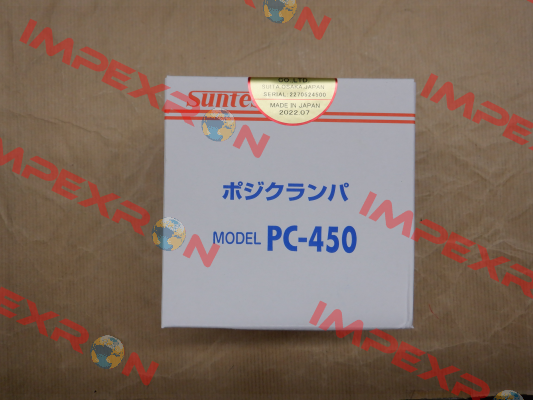 CO.,LTD.
SUITA,OSAKA,JAPAN
SERIAL: 2270524500
MADE IN JAPAN
2022.07
ポジクランパ
MODEL PC-450
IMPEXRON
IMPEXRON
IMPEXRON
IMPEXRON
IMPEXRON